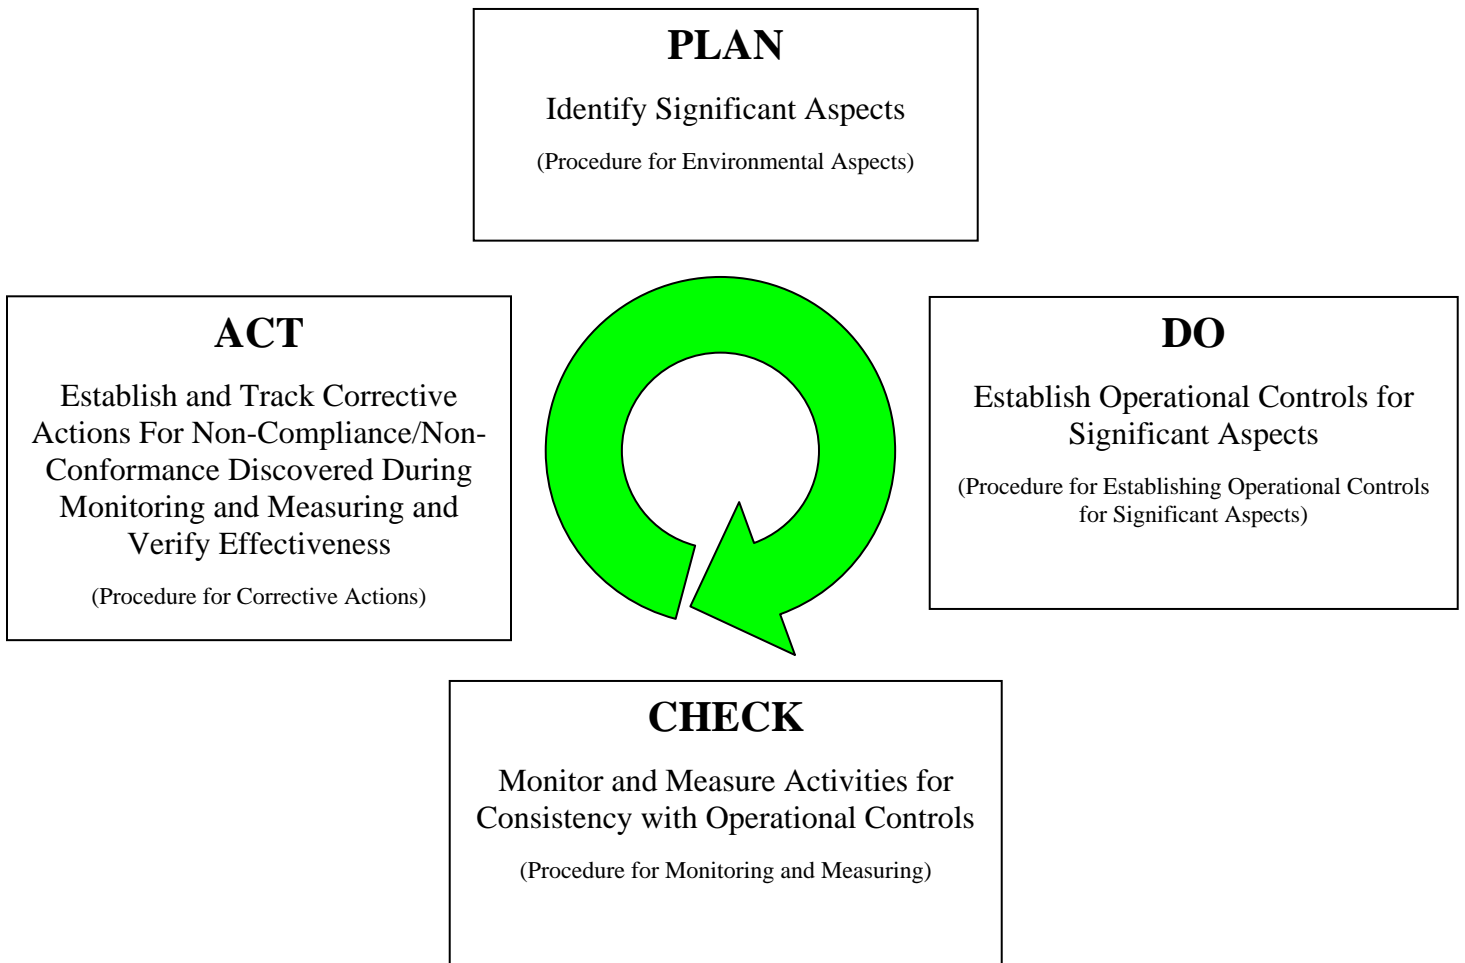 PLAN
Identify Significant Aspects
(Procedure for Environmental Aspects)
ACT
Establish and Track Corrective
Actions For Non-Compliance/Non-
Conformance Discovered During
Monitoring and Measuring and
Verify Effectiveness
(Procedure for Corrective Actions)
DO
Establish Operational Controls for
Significant Aspects
(Procedure for Establishing Operational Controls
for Significant Aspects)
CHECK
Monitor and Measure Activities for
Consistency with Operational Controls
(Procedure for Monitoring and Measuring)